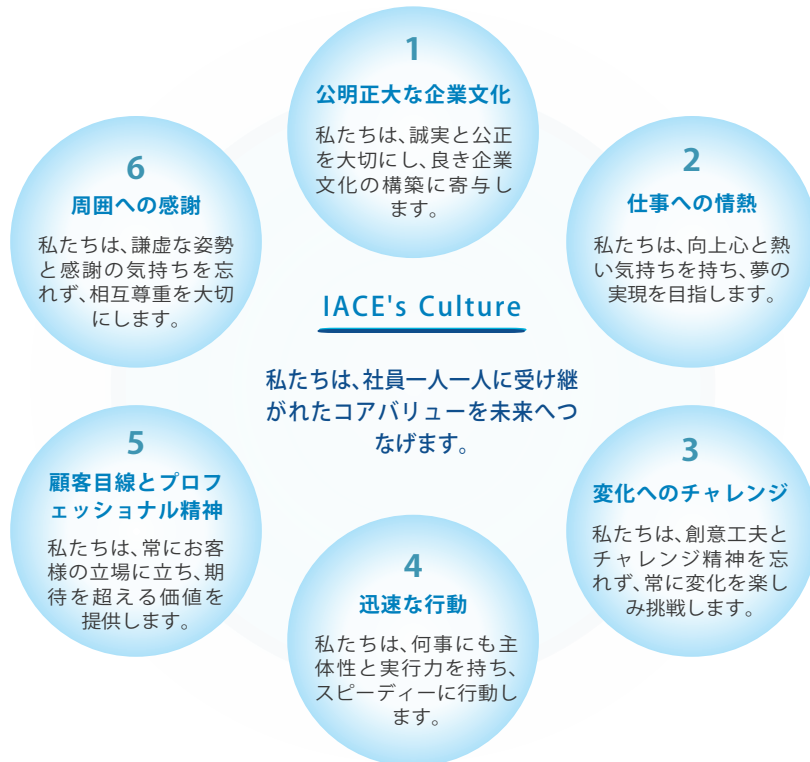 1
公明正大な企業文化
私たちは、誠実と公正
を大切にし、良き企業
文化の構築に寄与し
ます。
2
仕事への情熱
私たちは、向上心と熱
い気持ちを持ち、夢の
実現を目指します。
3
変化へのチャレンジ
私たちは、創意工夫と
チャレンジ精神を忘
れず、常に変化を楽し
み挑戦します。
4
迅速な行動
私たちは、何事にも主
体性と実行力を持ち、
スピーディーに行動し
ます。
5
顧客目線とプロフ
ェッショナル精神
私たちは、常にお客
様の立場に立ち、期
待を超える価値を
提供します。
6
周囲への感謝
私たちは、謙虚な姿勢
と感謝の気持ちを忘
れず、相互尊重を大切
にします。
IACE's Culture
私たちは、社員一人一人に受け継
がれたコアバリューを未来へつ
なげます。